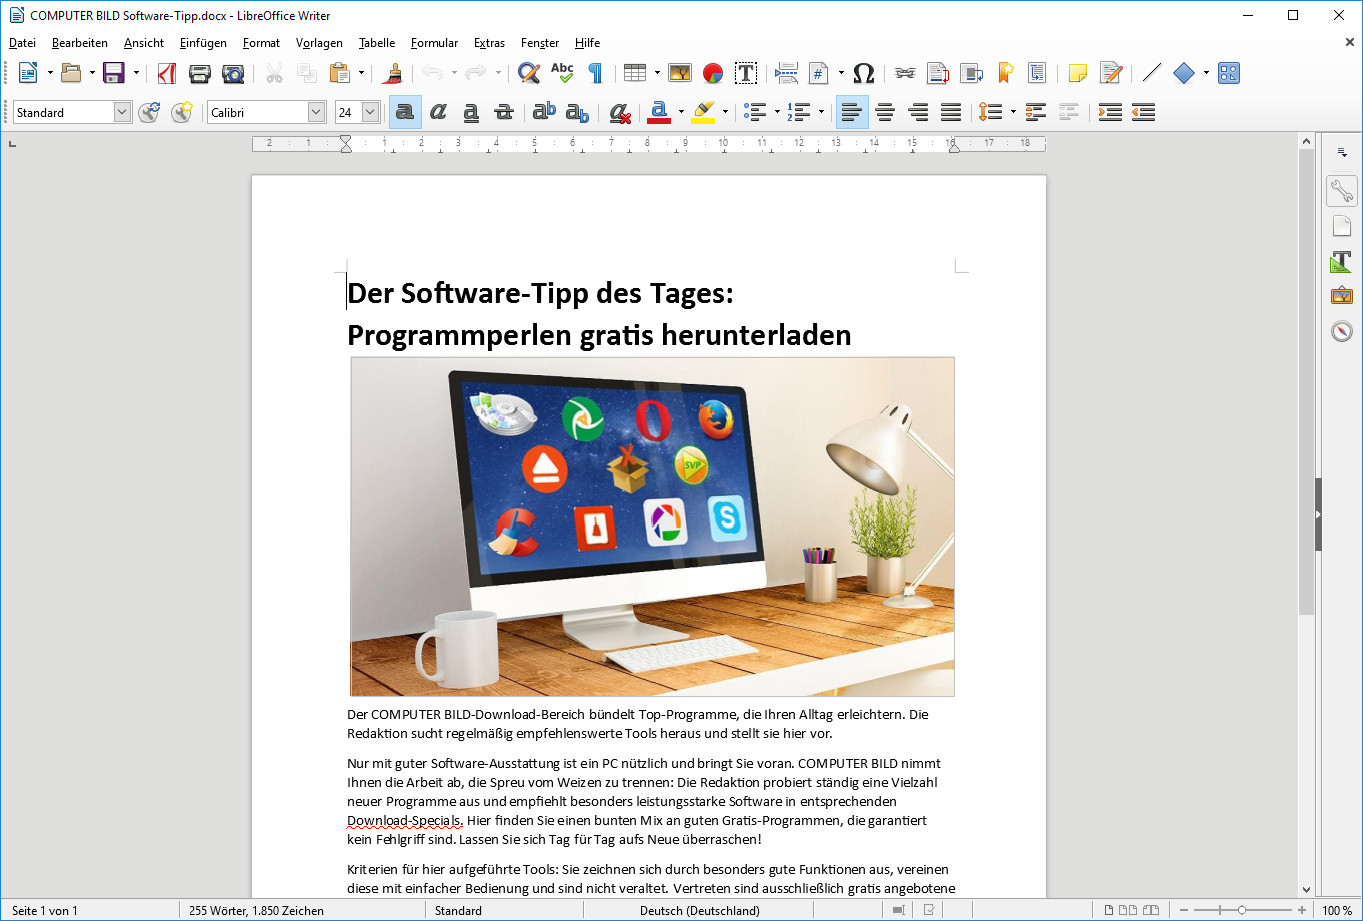 COMPUTER BILD Software-Tipp.docx - LibreOffice Writer
Datei Bearbeiten Ansicht Einfügen Format Vorlagen Tabelle Formular Extras Fenster Hilfe
Abc
#
T
Ω
Standard
Calibri
24
a a a a ab ab a a
2 1 1 2 3 4 5 6 7 8 9 10 11 12 13 14 15 16 17 18
Der Software-Tipp des Tages:
Programmperlen gratis herunterladen
SVP
S
Der COMPUTER BILD-Download-Bereich bündelt Top-Programme, die Ihren Alltag erleichtern. Die
Redaktion sucht regelmäßig empfehlenswerte Tools heraus und stellt sie hier vor.
Nur mit guter Software-Ausstattung ist ein PC nützlich und bringt Sie voran. COMPUTER BILD nimmt
Ihnen die Arbeit ab, die Spreu vom Weizen zu trennen: Die Redaktion probiert ständig eine Vielzahl
neuer Programme aus und empfiehlt besonders leistungsstarke Software in entsprechenden
Download-Specials. Hier finden Sie einen bunten Mix an guten Gratis-Programmen, die garantiert
kein Fehlgriff sind. Lassen Sie sich Tag für Tag aufs Neue überraschen!
Kriterien für hier aufgeführte Tools: Sie zeichnen sich durch besonders gute Funktionen aus, vereinen
diese mit einfacher Bedienung und sind nicht veraltet. Vertreten sind ausschließlich gratis angebotene
Seite 1 von 1
255 Wörter, 1.850 Zeichen
Standard
Deutsch (Deutschland)
100 %